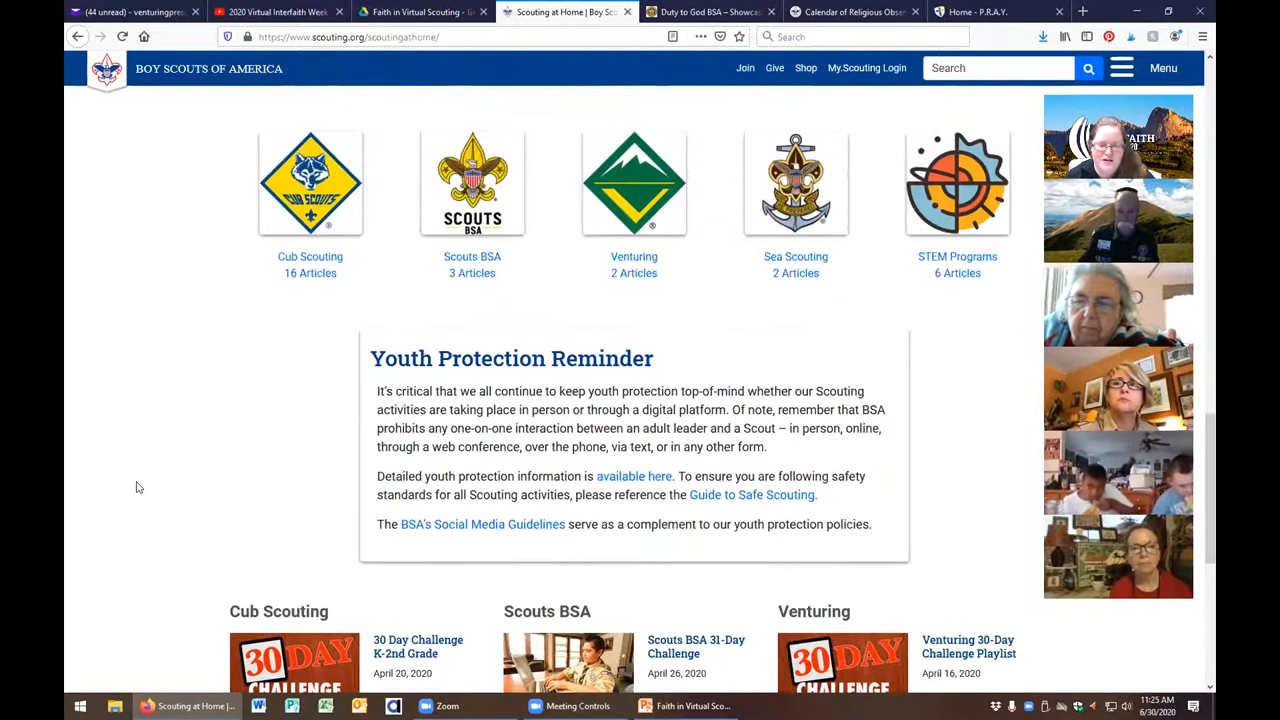 (44 unread) - venturingpres
2020 Virtual Interfaith Week
Faith in Virtual Scouting - G
Scouting at Home | Boy Sco
Duty to God BSA – Showcas
Calendar of Religious Obser
Home - P.R.A.Y.
https://www.scouting.org/scoutingathome/
Search
BOY SCOUTS OF AMERICA
Join
Give
Shop
My.Scouting Login
Search
Menu
CUB SCOUTS
SCOUTS
BSA
Cub Scouting
16 Articles
Scouts BSA
3 Articles
Venturing
2 Articles
Sea Scouting
2 Articles
STEM Programs
6 Articles
Youth Protection Reminder
It's critical that we all continue to keep youth protection top-of-mind whether our Scouting
activities are taking place in person or through a digital platform. Of note, remember that BSA
prohibits any one-on-one interaction between an adult leader and a Scout – in person, online,
through a web conference, over the phone, via text, or in any other form.
Detailed youth protection information is available here. To ensure you are following safety
standards for all Scouting activities, please reference the Guide to Safe Scouting.
The BSA's Social Media Guidelines serve as a complement to our youth protection policies.
Cub Scouting
Scouts BSA
Venturing
30 DAY
CHALLENGE
30 Day Challenge
K-2nd Grade
April 20, 2020
Scouts BSA 31-Day
Challenge
April 26, 2020
30 DAY
CHALLENGE
Venturing 30-Day
Challenge Playlist
April 16, 2020
Scouting at Home |...
Zoom
Meeting Controls
Faith in Virtual Sco...
11:25 AM
6/30/2020